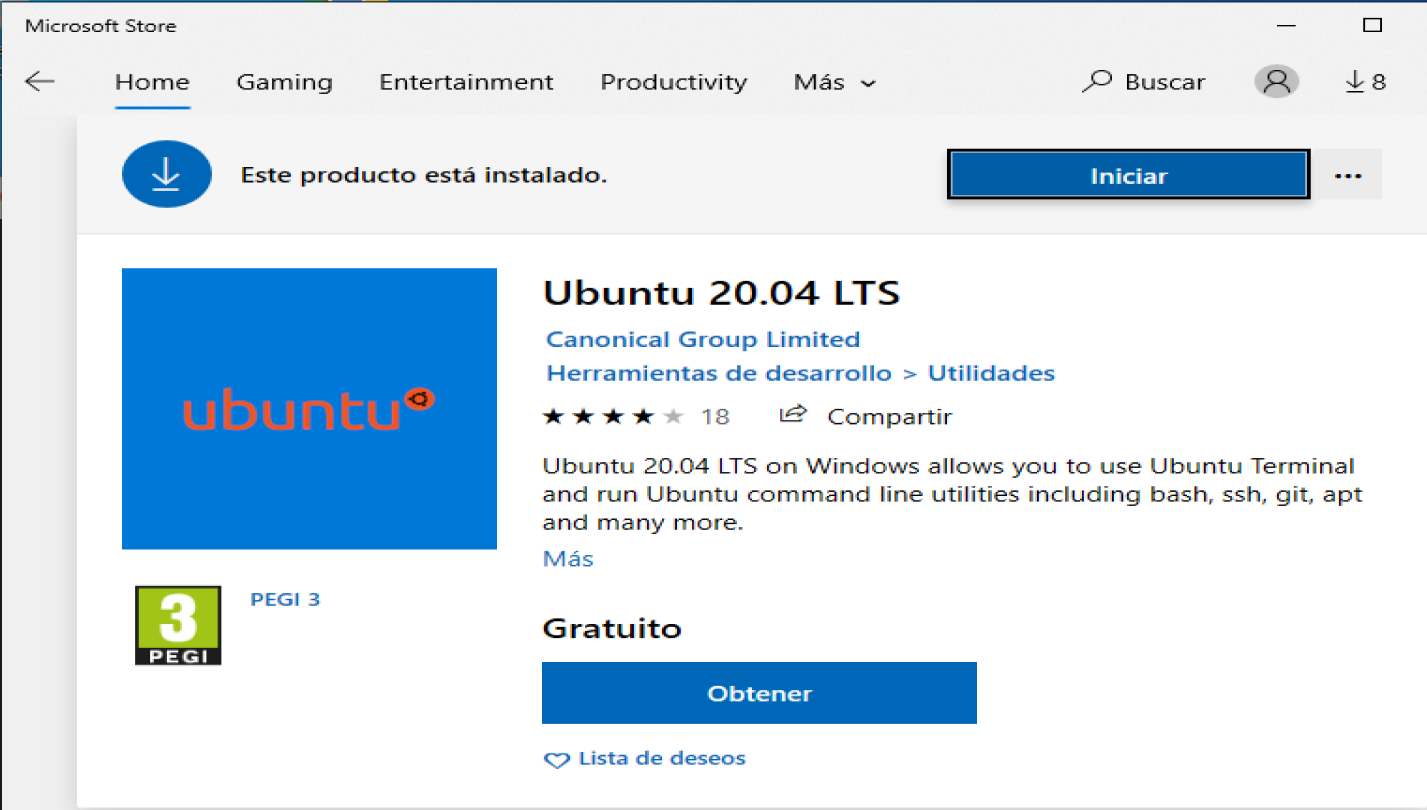 Microsoft Store
Home Gaming Entertainment Productivity Más Buscar 8
Este producto está instalado.
Iniciar
ubuntu
Ubuntu 20.04 LTS
Canonical Group Limited
Herramientas de desarrollo > Utilidades
18 Compartir
Ubuntu 20.04 LTS on Windows allows you to use Ubuntu Terminal
and run Ubuntu command line utilities including bash, ssh, git, apt
and many more.
Más
3
PEGI
PEGI 3
Gratuito
Obtener
Lista de deseos